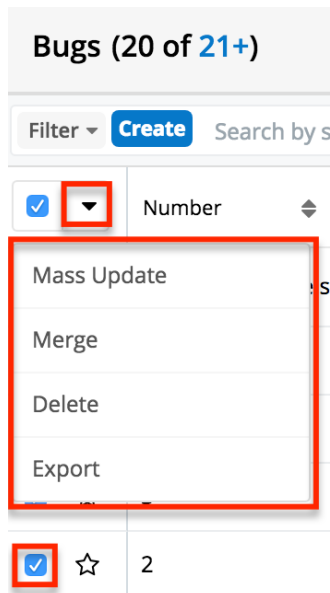 Bugs (20 of 21+)
Filter Create Search by s
Number
Mass Update
Merge
Delete
Export
2